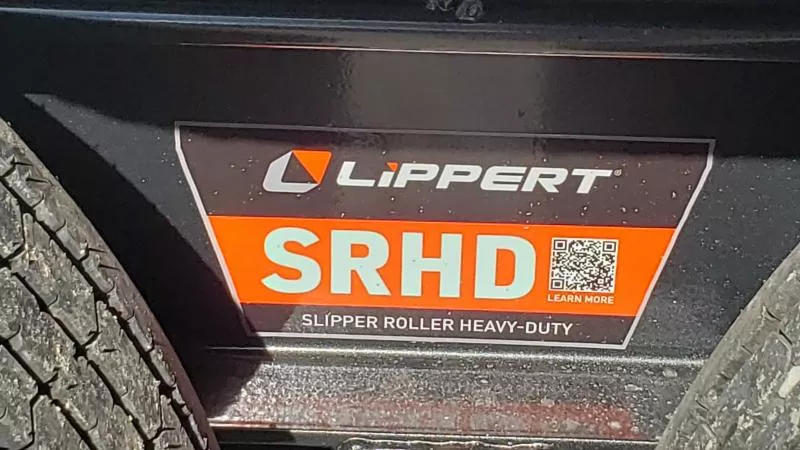 LiPPERT®
SRHD
LEARN MORE
SLIPPER ROLLER HEAVY-DUTY